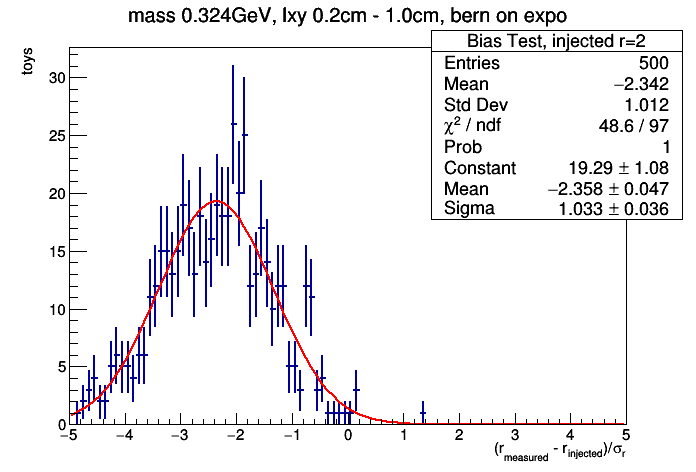 mass 0.324GeV, lxy 0.2cm - 1.0cm, bern on expo
toys
Bias Test, injected r=2
Entries 500
Mean −2.342
Std Dev 1.012
χ² / ndf 48.6 / 97
Prob 1
Constant 19.29 ± 1.08
Mean −2.358 ± 0.047
Sigma 1.033 ± 0.036
30
25
20
15
10
5
0
−5 −4 −3 −2 −1 0 1 2 3 4 5
(r_measured - r_injected)/σ_r